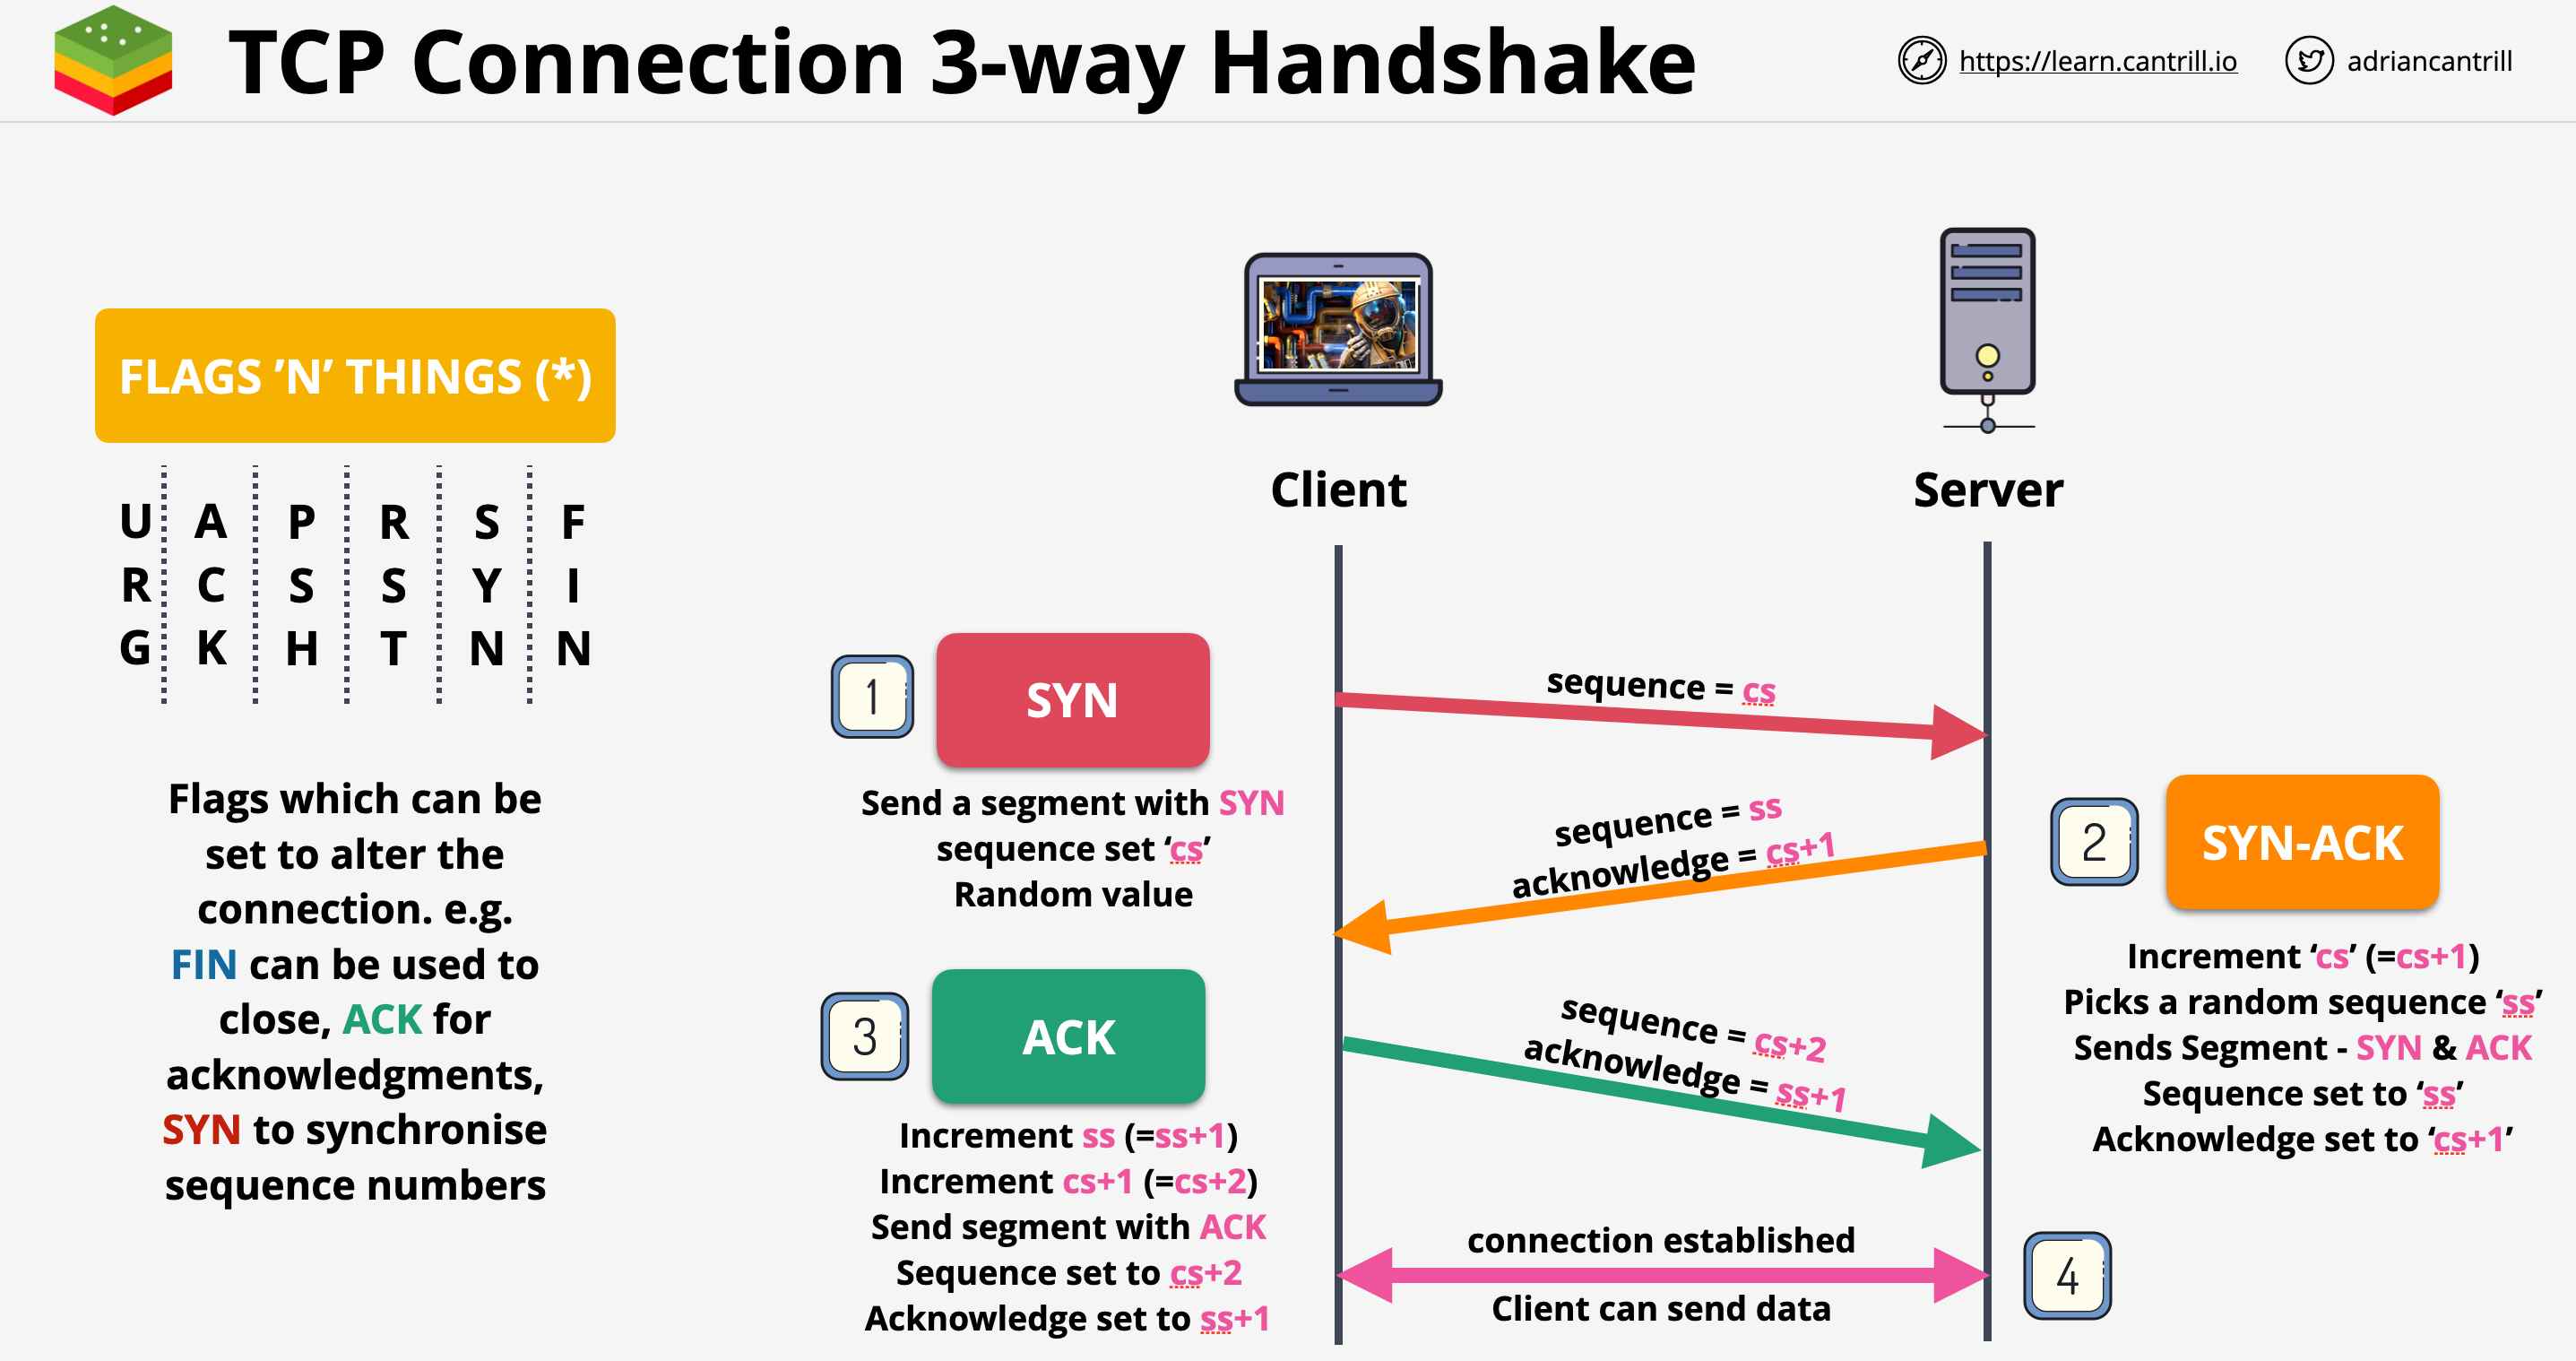 TCP Connection 3-way Handshake
https://learn.cantrill.io
adriancantrill
FLAGS ’N’ THINGS (*)
URG
ACK
PSH
RST
SYN
FIN
Flags which can be
set to alter the
connection. e.g.
FIN can be used to
close, ACK for
acknowledgments,
SYN to synchronise
sequence numbers
Client
Server
1
SYN
Send a segment with SYN
sequence set ‘cs’
Random value
sequence = cs
2
SYN-ACK
sequence = ss
acknowledge = cs+1
Increment ‘cs’ (=cs+1)
Picks a random sequence ‘ss’
Sends Segment - SYN & ACK
Sequence set to ‘ss’
Acknowledge set to ‘cs+1’
3
ACK
sequence = cs+2
acknowledge = ss+1
Increment ss (=ss+1)
Increment cs+1 (=cs+2)
Send segment with ACK
Sequence set to cs+2
Acknowledge set to ss+1
connection established
Client can send data
4